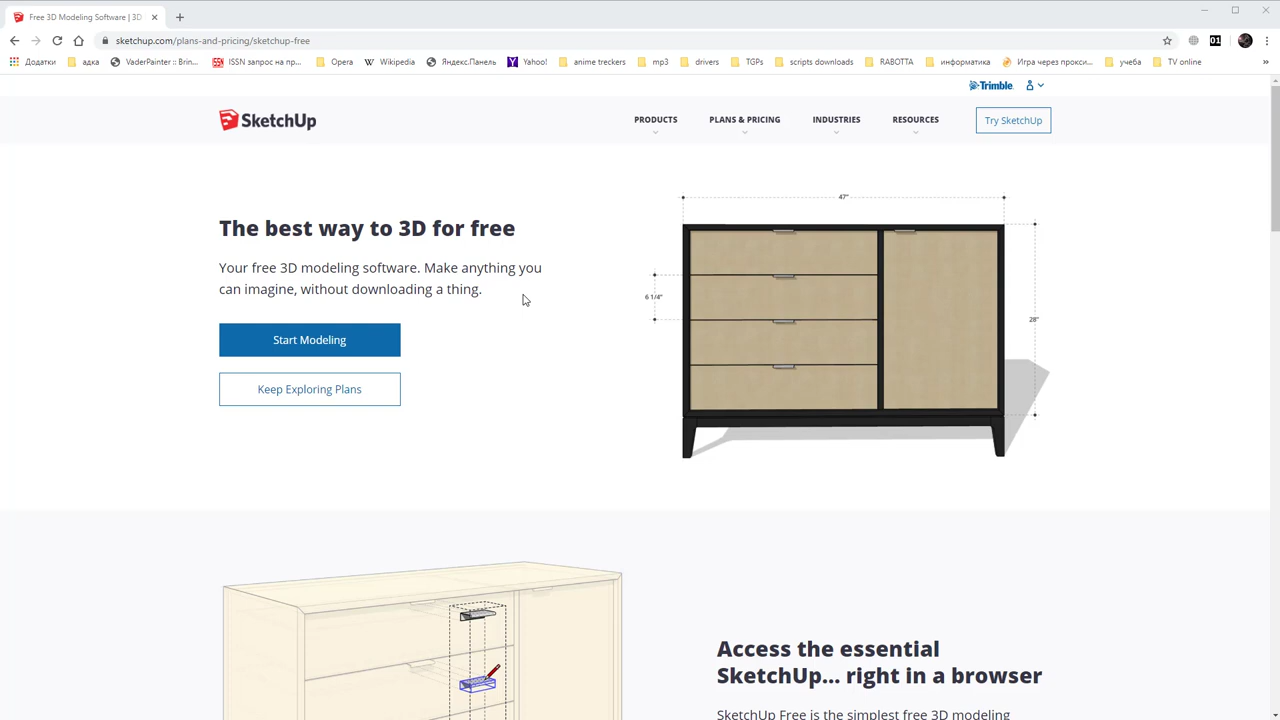 Free 3D Modeling Software | 3D
sketchup.com/plans-and-pricing/sketchup-free
01
Додатки
адка
VaderPainter :: Brin...
ISSN запрос на пр...
Opera
Wikipedia
Яндекс.Панель
Yahoo!
anime treckers
mp3
drivers
TGPs
scripts downloads
RABOTTA
информатика
Игра через прокси...
учеба
TV online
»
Trimble
SketchUp
PRODUCTS
PLANS & PRICING
INDUSTRIES
RESOURCES
Try SketchUp
The best way to 3D for free
Your free 3D modeling software. Make anything you
can imagine, without downloading a thing.
Start Modeling
Keep Exploring Plans
47"
6 1/4"
28"
Access the essential
SketchUp... right in a browser
SketchUp Free is the simplest free 3D modeling